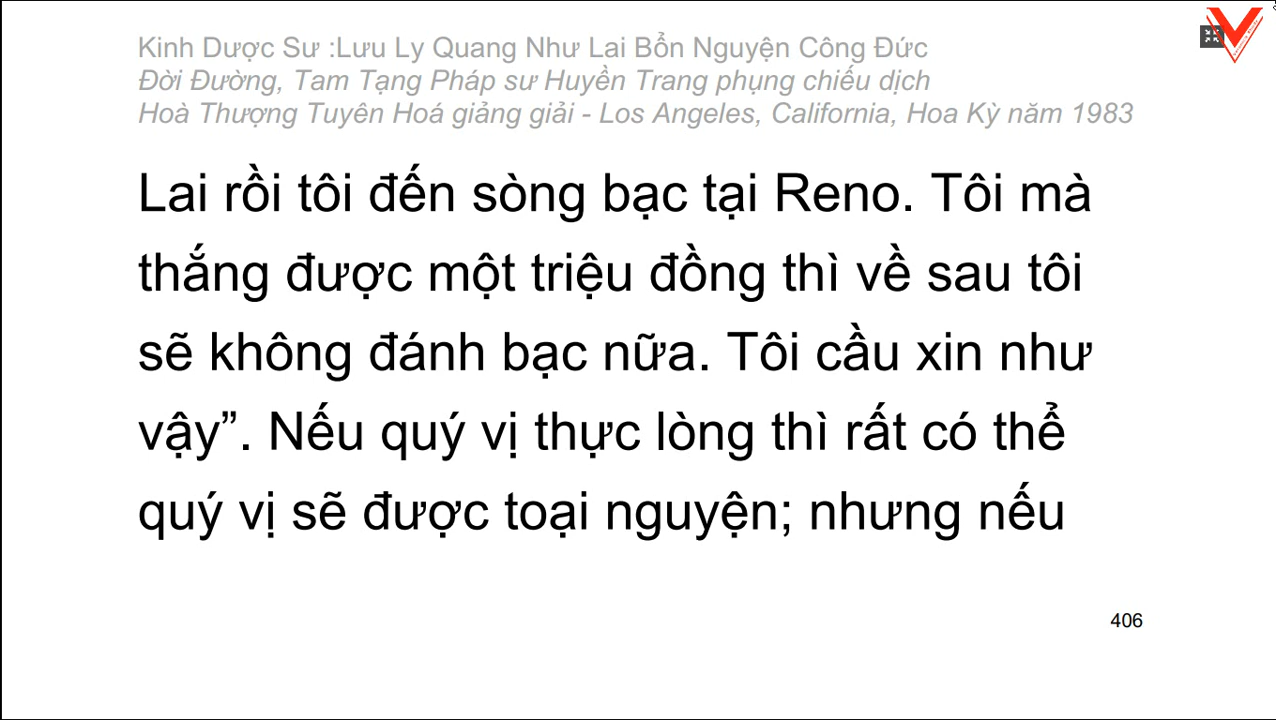 Kinh Dược Sư :Lưu Ly Quang Như Lai Bổn Nguyện Công Đức
Đời Đường, Tam Tạng Pháp sư Huyền Trang phụng chiếu dịch
Hoà Thượng Tuyên Hoá giảng giải - Los Angeles, California, Hoa Kỳ năm 1983
Lai rồi tôi đến sòng bạc tại Reno. Tôi mà
thắng được một triệu đồng thì về sau tôi
sẽ không đánh bạc nữa. Tôi cầu xin như
vậy”. Nếu quý vị thực lòng thì rất có thể
quý vị sẽ được toại nguyện; nhưng nếu
406